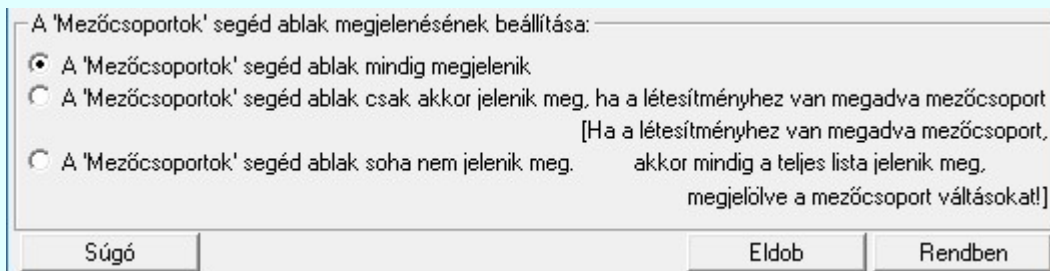 A 'Mezőcsoportok' segéd ablak megjelenésének beállítása:
A 'Mezőcsoportok' segéd ablak mindig megjelenik
A 'Mezőcsoportok' segéd ablak csak akkor jelenik meg, ha a létesítményhez van megadva mezőcsoport
[Ha a létesítményhez van megadva mezőcsoport,
A 'Mezőcsoportok' segéd ablak soha nem jelenik meg. akkor mindig a teljes lista jelenik meg,
megjelölve a mezőcsoport váltásokat!]
Súgó Eldob Rendben